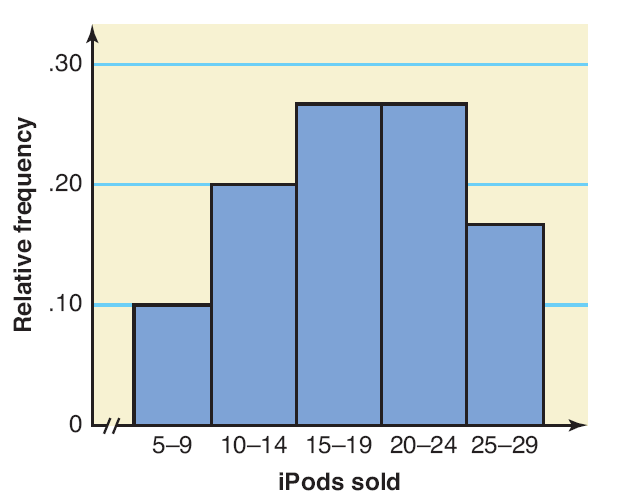 .30
.20
.10
0
Relative frequency
5–9 10–14 15–19 20–24 25–29
iPods sold